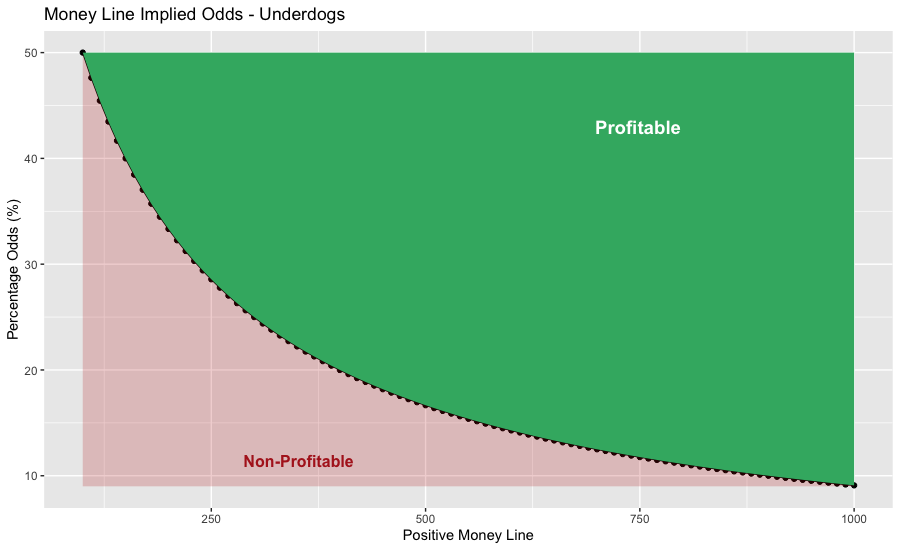 Money Line Implied Odds - Underdogs
Percentage Odds (%)
50
40
30
20
10
Profitable
Non-Profitable
250
500
750
1000
Positive Money Line